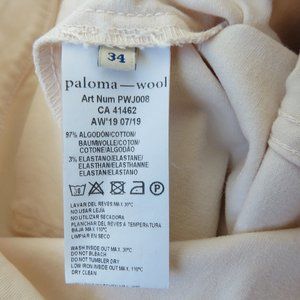 34
paloma—wool
Art Num PWJ008
CA 41462
AW'19 07/19
97% ALGODÓN/COTTON/
BAUMWOLLE/COTON/
COTONE/ALGODÃO
3% ELASTANO/ELASTANE/
ELASTHAN/ELASTHANNE/
ELASTAN/ELASTANO
LAVAR DEL REVES MAX 30ºC
NO USAR LEJÍA
NO UTILIZAR SECADORA
PLANCHAR DEL REVÉS A TEMPERATURA
BAJA MAX 110ºC
LIMPIAR EN SECO
WASH INSIDE OUT MAX. 30ºC
DO NOT BLEACH
DO NOT TUMBLER DRY
LOW IRON INSIDE OUT MAX. 110ºC
DRY CLEAN